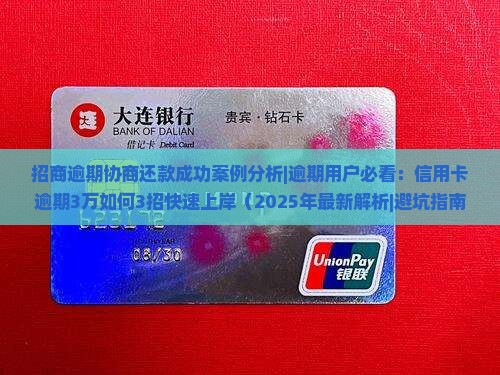 大连银行
BANK OF DALIAN
借记卡 Debit Card
贵宾·钻石卡
招商逾期协商还款成功案例分析|逾期用户必看：信用卡
逾期3万如何3招快速上岸（2025年最新解析|避坑指南
623172
08/30
UnionPay
银联